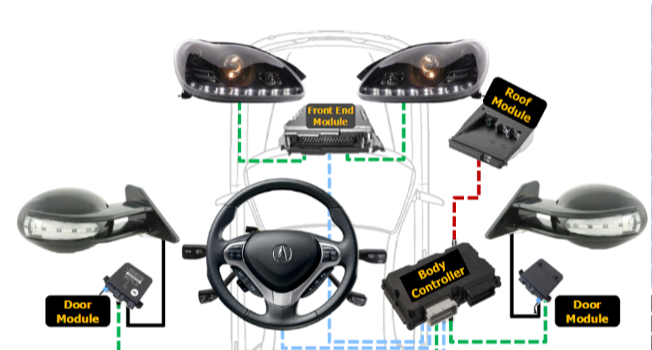 Front End
Module
Roof
Module
Body
Controller
Door
Module
Door
Module